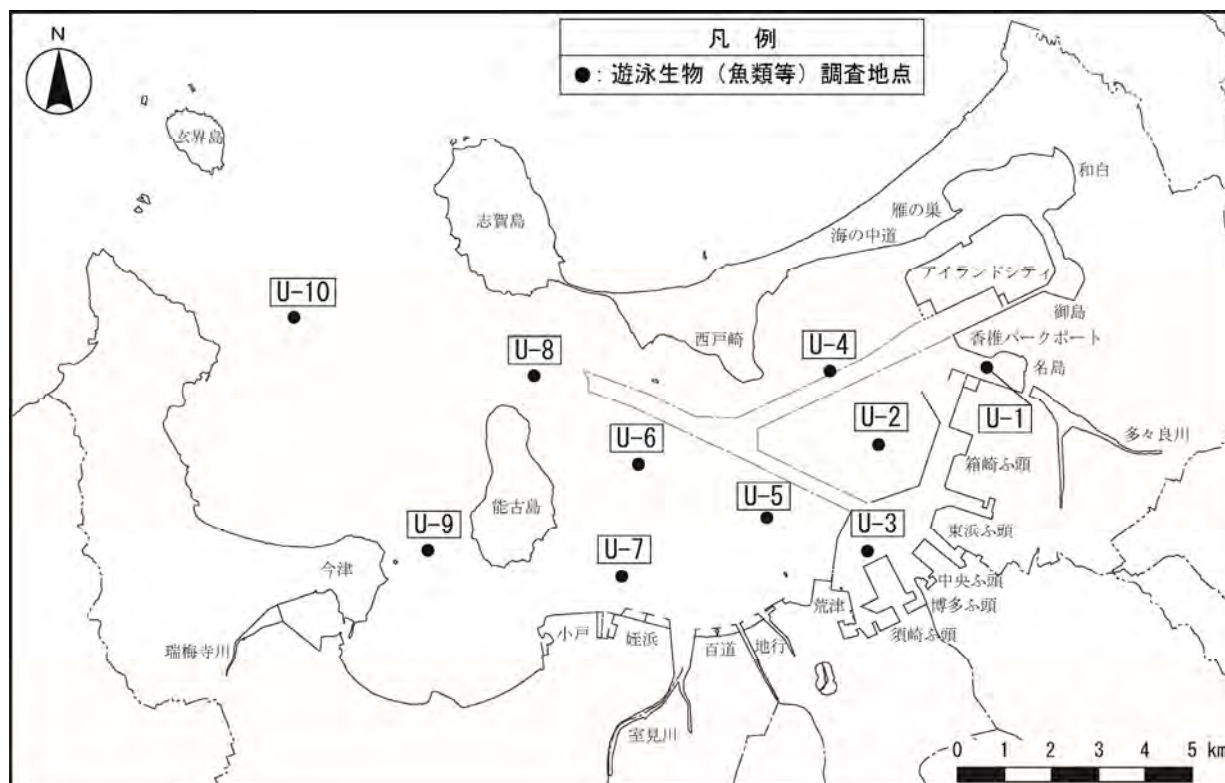 N
凡 例
●:遊泳生物(魚類等)調査地点
玄界島
志賀島
和白
雁の巣
海の中道
アイランドシティ
御島
香椎パークポート
名島
U-10
U-8
西戸崎
U-4
U-1
多々良川
U-2
箱崎ふ頭
U-6
能古島
U-5
U-9
U-3
東浜ふ頭
今津
U-7
中央ふ頭
荒津
博多ふ頭
須崎ふ頭
小戸
姪浜
百道
地行
瑞梅寺川
室見川
0 1 2 3 4 5 km